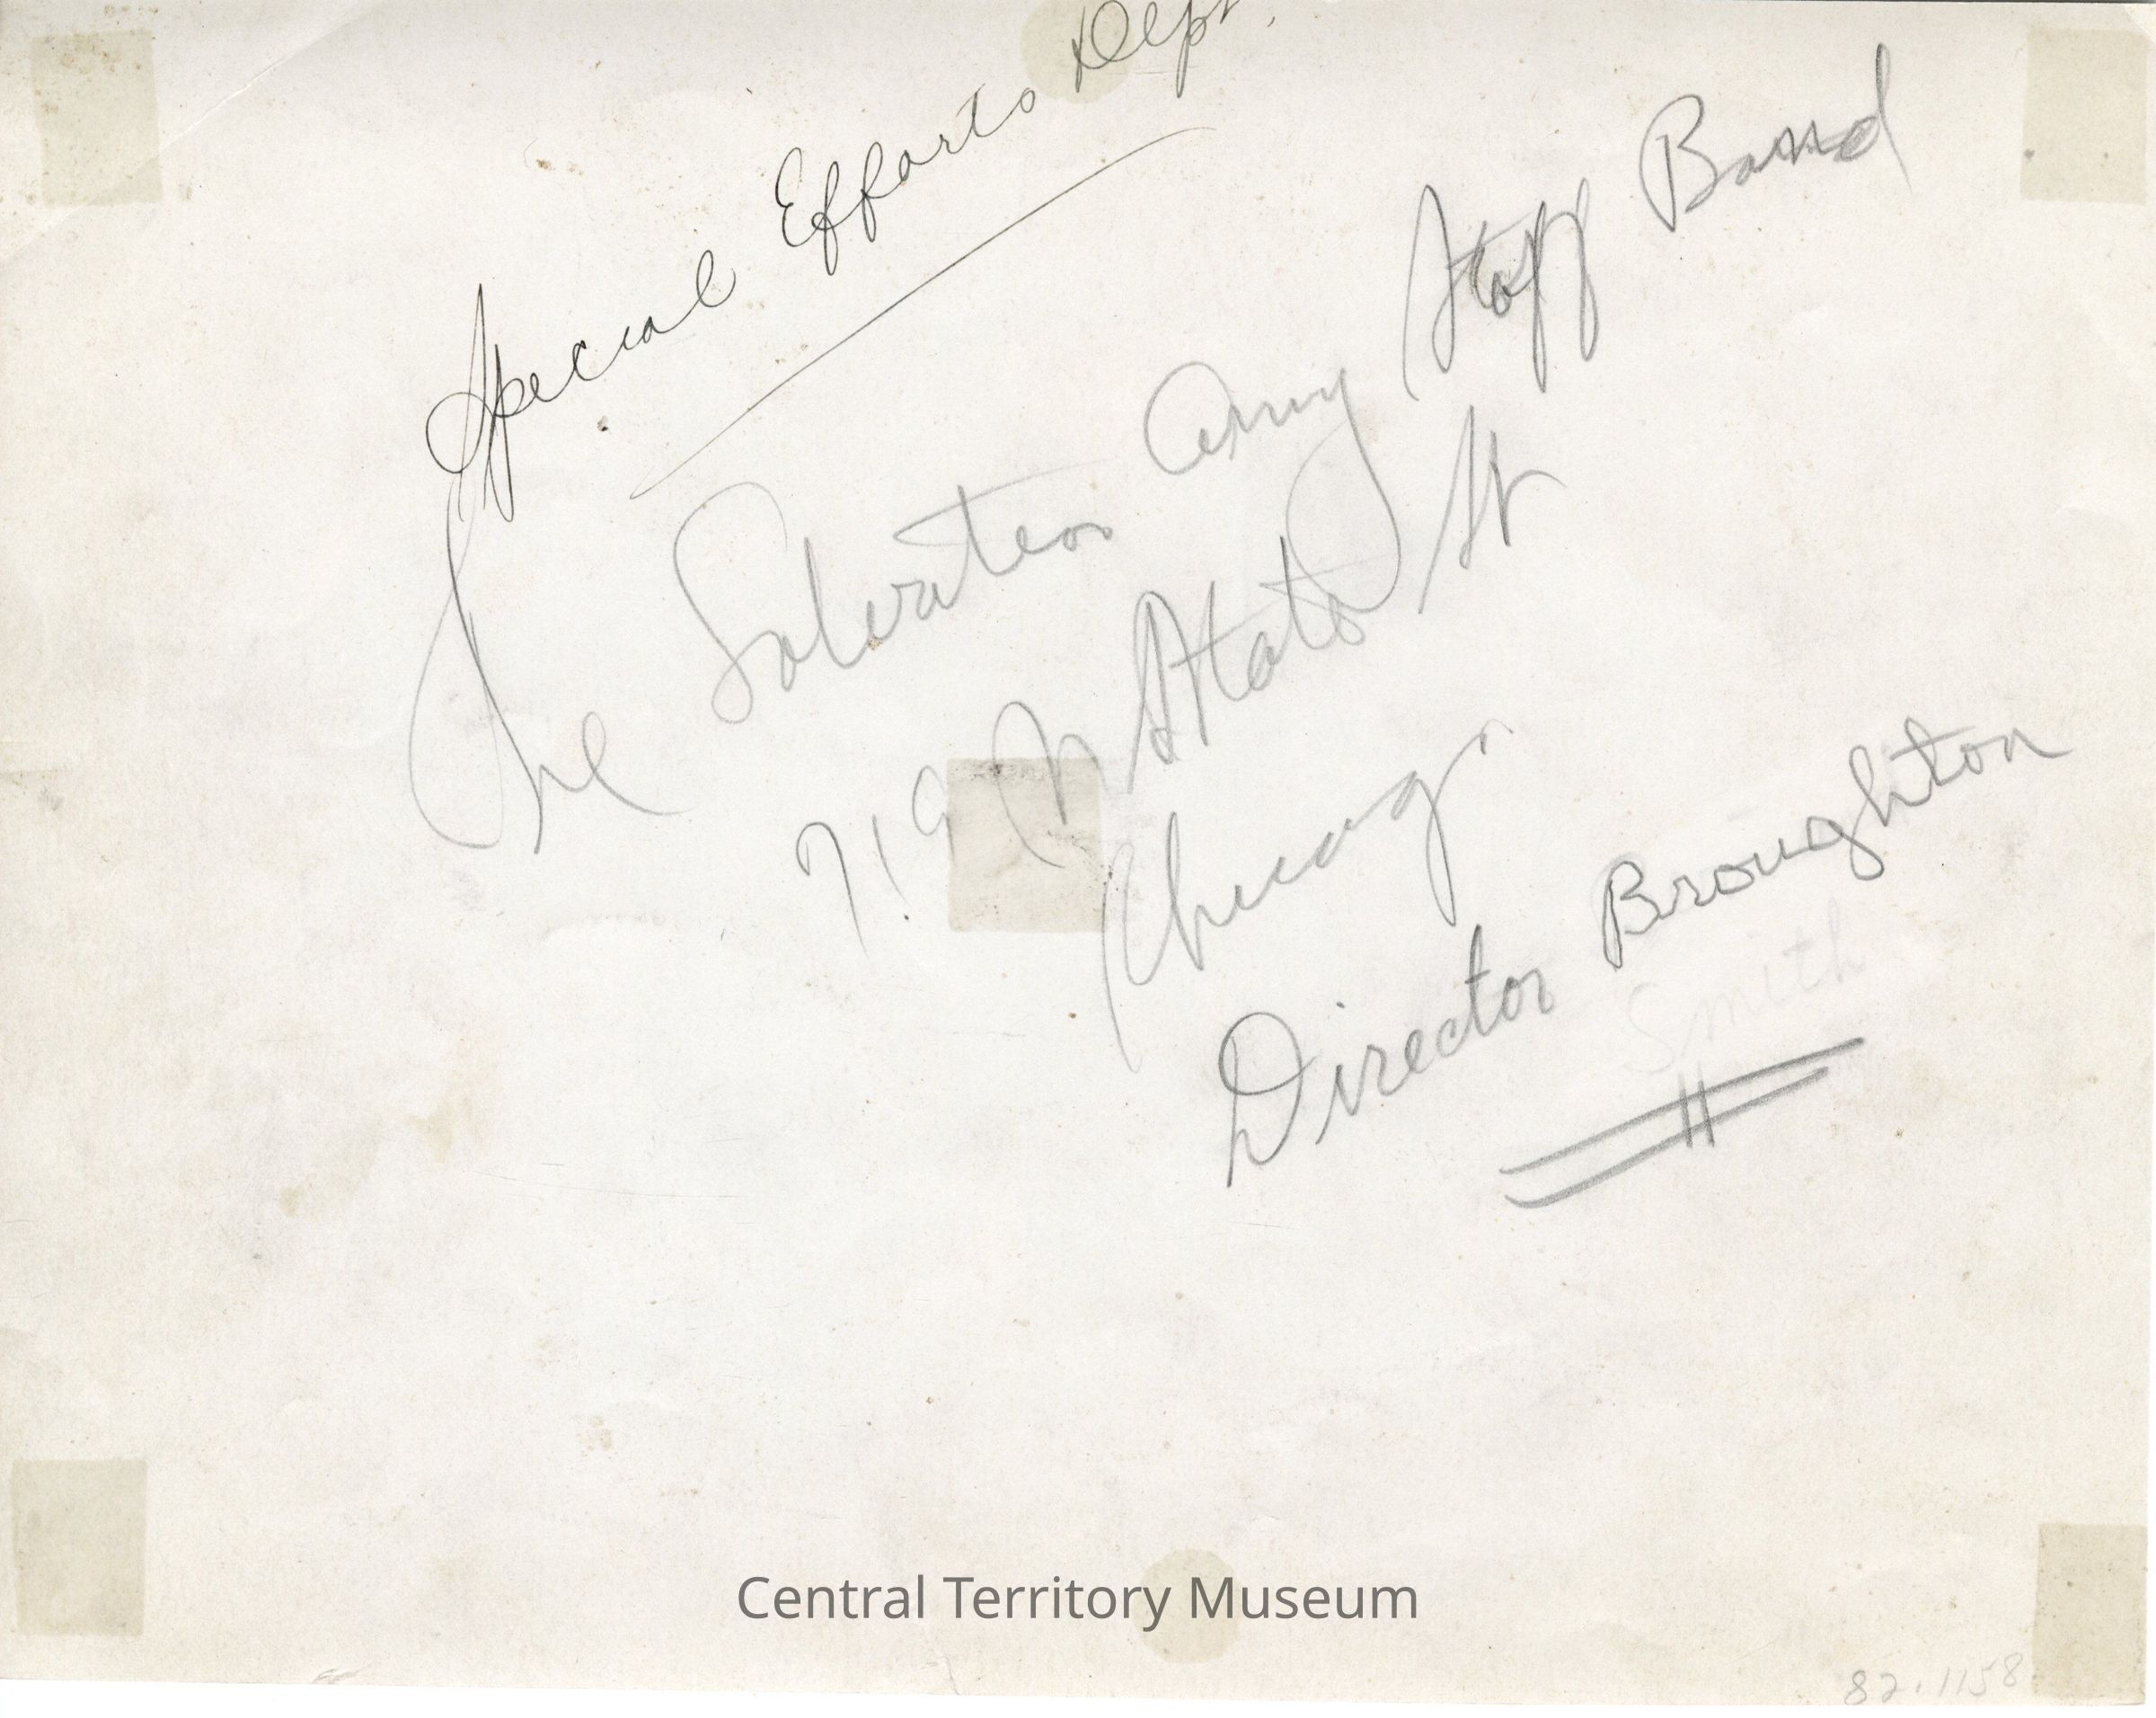 Special Efforts Dept.
The Salvation Army Staff Band
719 N State St
Chicago
Director Broughton
Smith
Central Territory Museum
82.1158